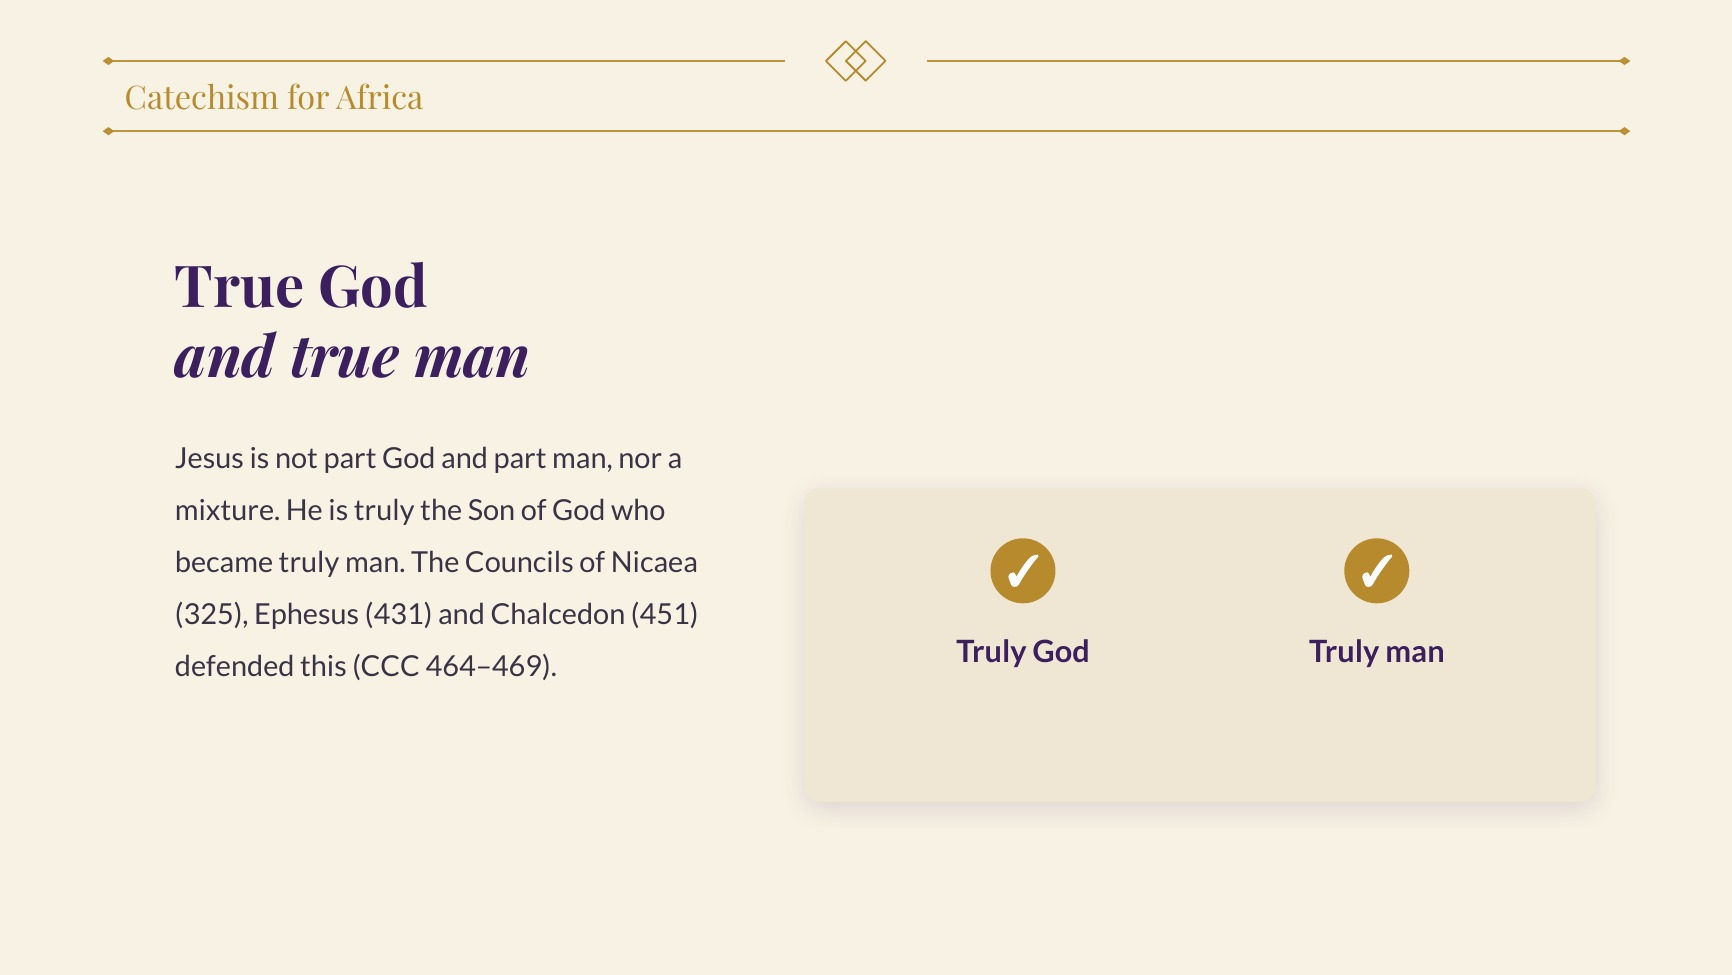 Catechism for Africa
True God
and true man
Jesus is not part God and part man, nor a
mixture. He is truly the Son of God who
became truly man. The Councils of Nicaea
(325), Ephesus (431) and Chalcedon (451)
defended this (CCC 464–469).
Truly God
Truly man